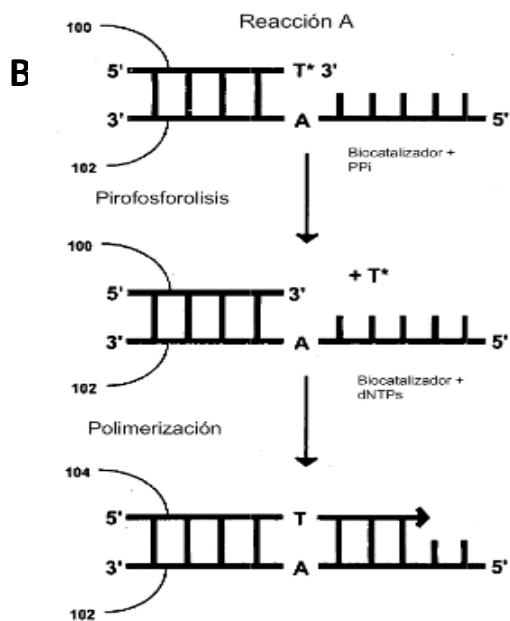 Reacción A
100
B
5' T* 3'
3' A 5'
102
Biocatalizador +
PPi
Pirofosforolisis
100
+ T*
5' 3'
3' A 5'
102
Biocatalizador +
dNTPs
Polimerización
104
5' T
3' A 5'
102